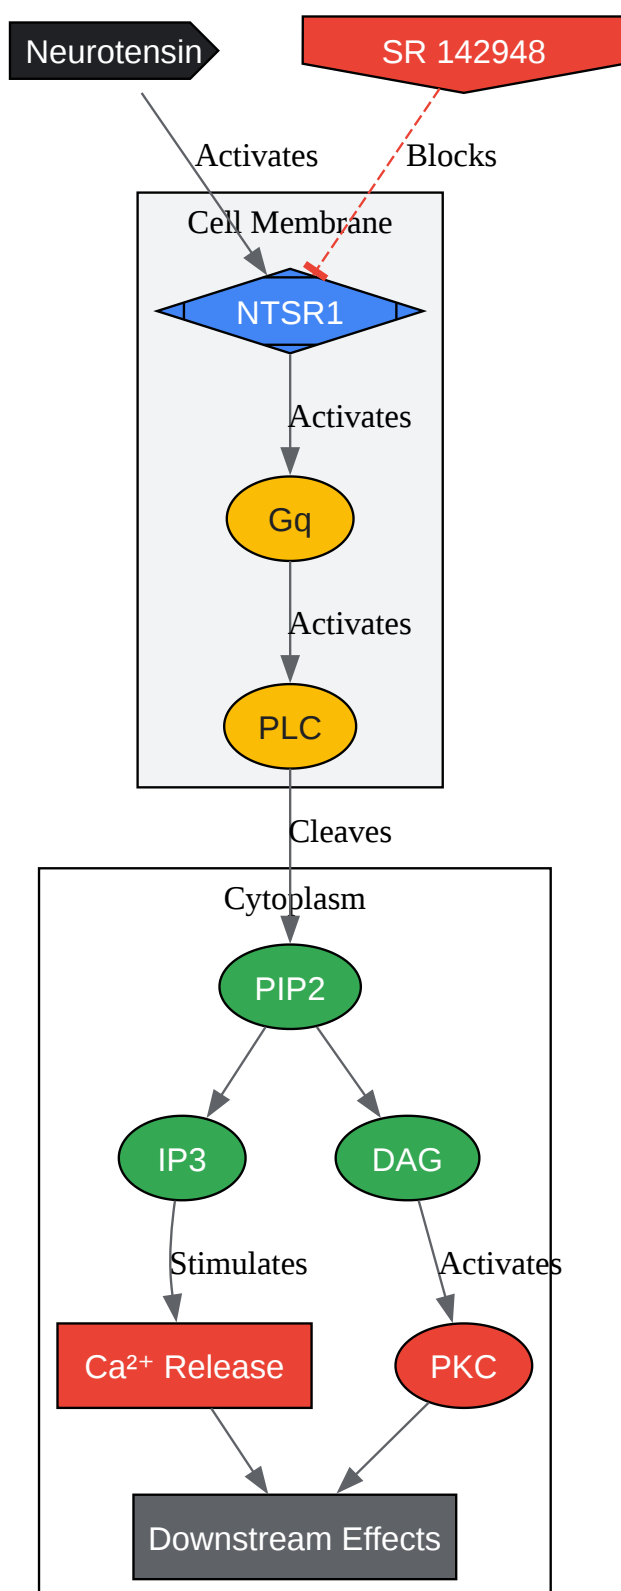 Neurotensin
SR 142948
Activates
Blocks
Cell Membrane
NTSR1
Activates
Gq
Activates
PLC
Cleaves
Cytoplasm
PIP2
IP3
DAG
Stimulates
Activates
Ca²⁺ Release
PKC
Downstream Effects